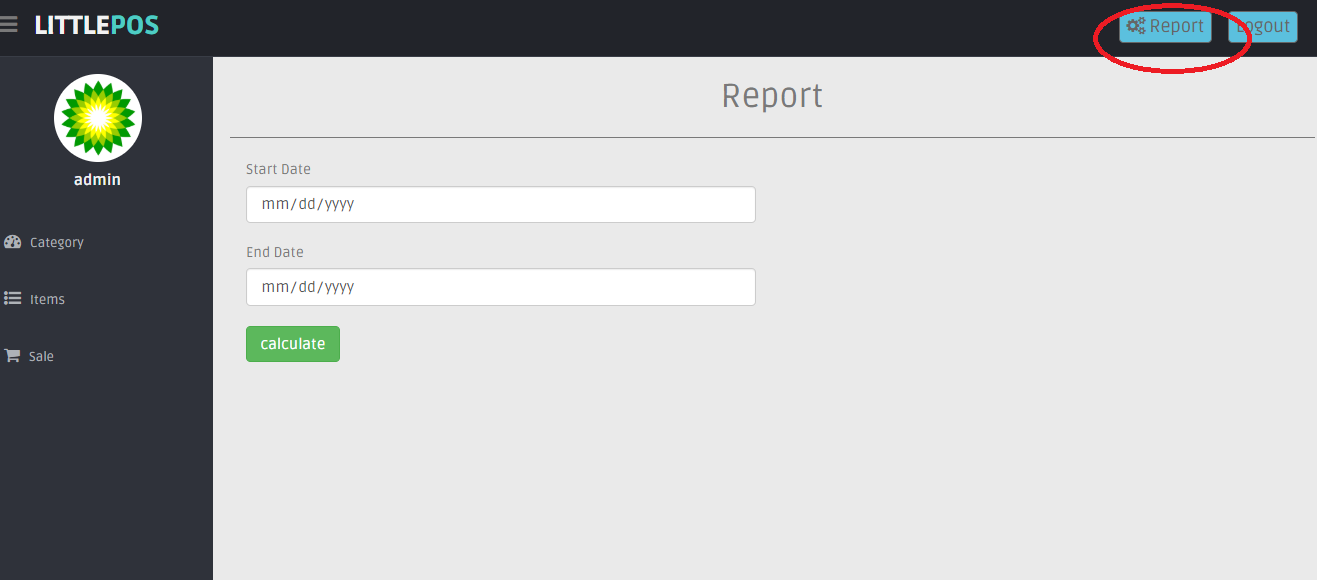 LITTLEPOS
Report
Logout
admin
Category
Items
Sale
Report
Start Date
mm/dd/yyyy
End Date
mm/dd/yyyy
calculate